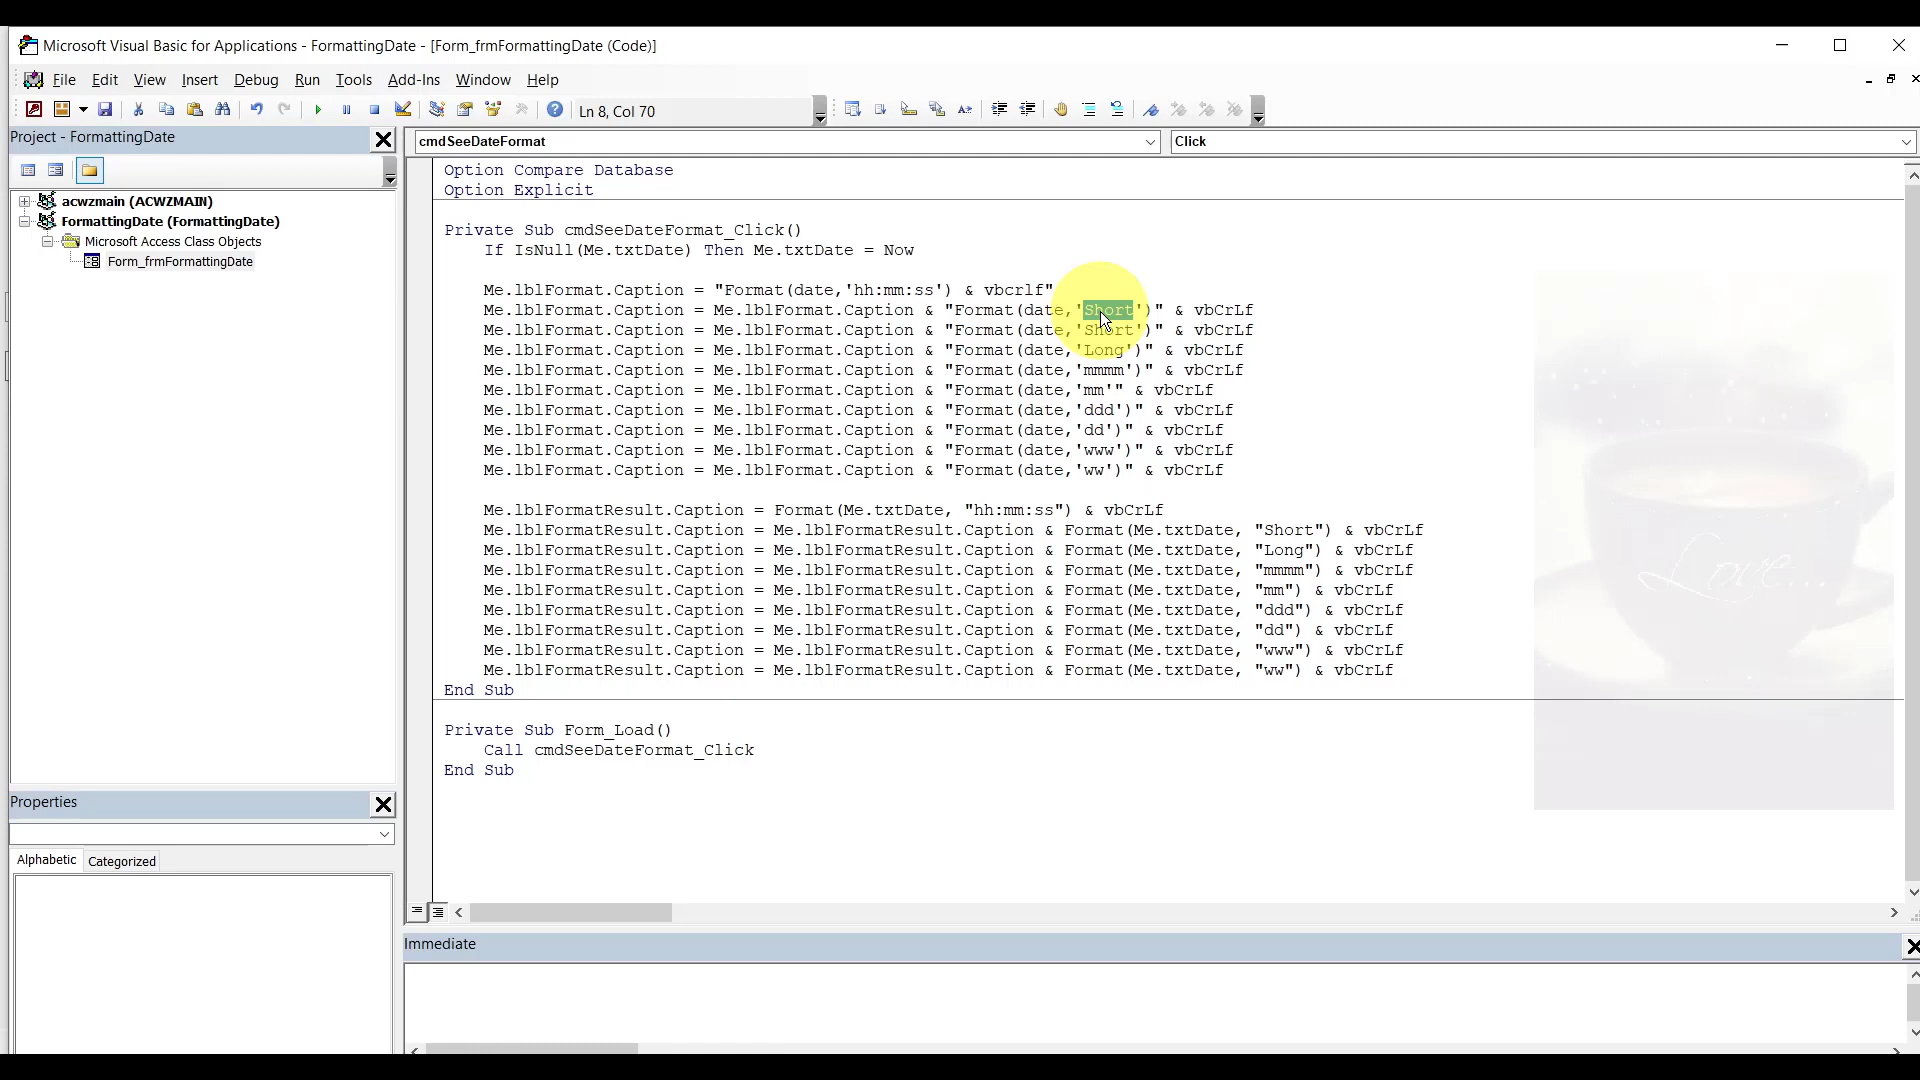 Microsoft Visual Basic for Applications - FormattingDate - [Form_frmFormattingDate (Code)]
File Edit View Insert Debug Run Tools Add-Ins Window Help
Ln 8, Col 70
Project - FormattingDate
cmdSeeDateFormat
Click
acwzmain (ACWZMAIN)
FormattingDate (FormattingDate)
Microsoft Access Class Objects
Form_frmFormattingDate
Option Compare Database
Option Explicit
Private Sub cmdSeeDateFormat_Click()
If IsNull(Me.txtDate) Then Me.txtDate = Now
Me.lblFormat.Caption = "Format(date,'hh:mm:ss') & vbcrlf"
Me.lblFormat.Caption = Me.lblFormat.Caption & "Format(date,'Short')" & vbCrLf
Me.lblFormat.Caption = Me.lblFormat.Caption & "Format(date,'Short')" & vbCrLf
Me.lblFormat.Caption = Me.lblFormat.Caption & "Format(date,'Long')" & vbCrLf
Me.lblFormat.Caption = Me.lblFormat.Caption & "Format(date,'mmmm')" & vbCrLf
Me.lblFormat.Caption = Me.lblFormat.Caption & "Format(date,'mm'" & vbCrLf
Me.lblFormat.Caption = Me.lblFormat.Caption & "Format(date,'ddd')" & vbCrLf
Me.lblFormat.Caption = Me.lblFormat.Caption & "Format(date,'dd')" & vbCrLf
Me.lblFormat.Caption = Me.lblFormat.Caption & "Format(date,'www')" & vbCrLf
Me.lblFormat.Caption = Me.lblFormat.Caption & "Format(date,'ww')" & vbCrLf
Me.lblFormatResult.Caption = Format(Me.txtDate, "hh:mm:ss") & vbCrLf
Me.lblFormatResult.Caption = Me.lblFormatResult.Caption & Format(Me.txtDate, "Short") & vbCrLf
Me.lblFormatResult.Caption = Me.lblFormatResult.Caption & Format(Me.txtDate, "Long") & vbCrLf
Me.lblFormatResult.Caption = Me.lblFormatResult.Caption & Format(Me.txtDate, "mmmm") & vbCrLf
Me.lblFormatResult.Caption = Me.lblFormatResult.Caption & Format(Me.txtDate, "mm") & vbCrLf
Me.lblFormatResult.Caption = Me.lblFormatResult.Caption & Format(Me.txtDate, "ddd") & vbCrLf
Me.lblFormatResult.Caption = Me.lblFormatResult.Caption & Format(Me.txtDate, "dd") & vbCrLf
Me.lblFormatResult.Caption = Me.lblFormatResult.Caption & Format(Me.txtDate, "www") & vbCrLf
Me.lblFormatResult.Caption = Me.lblFormatResult.Caption & Format(Me.txtDate, "ww") & vbCrLf
End Sub
Private Sub Form_Load()
Call cmdSeeDateFormat_Click
End Sub
Love...
Properties
Alphabetic Categorized
Immediate